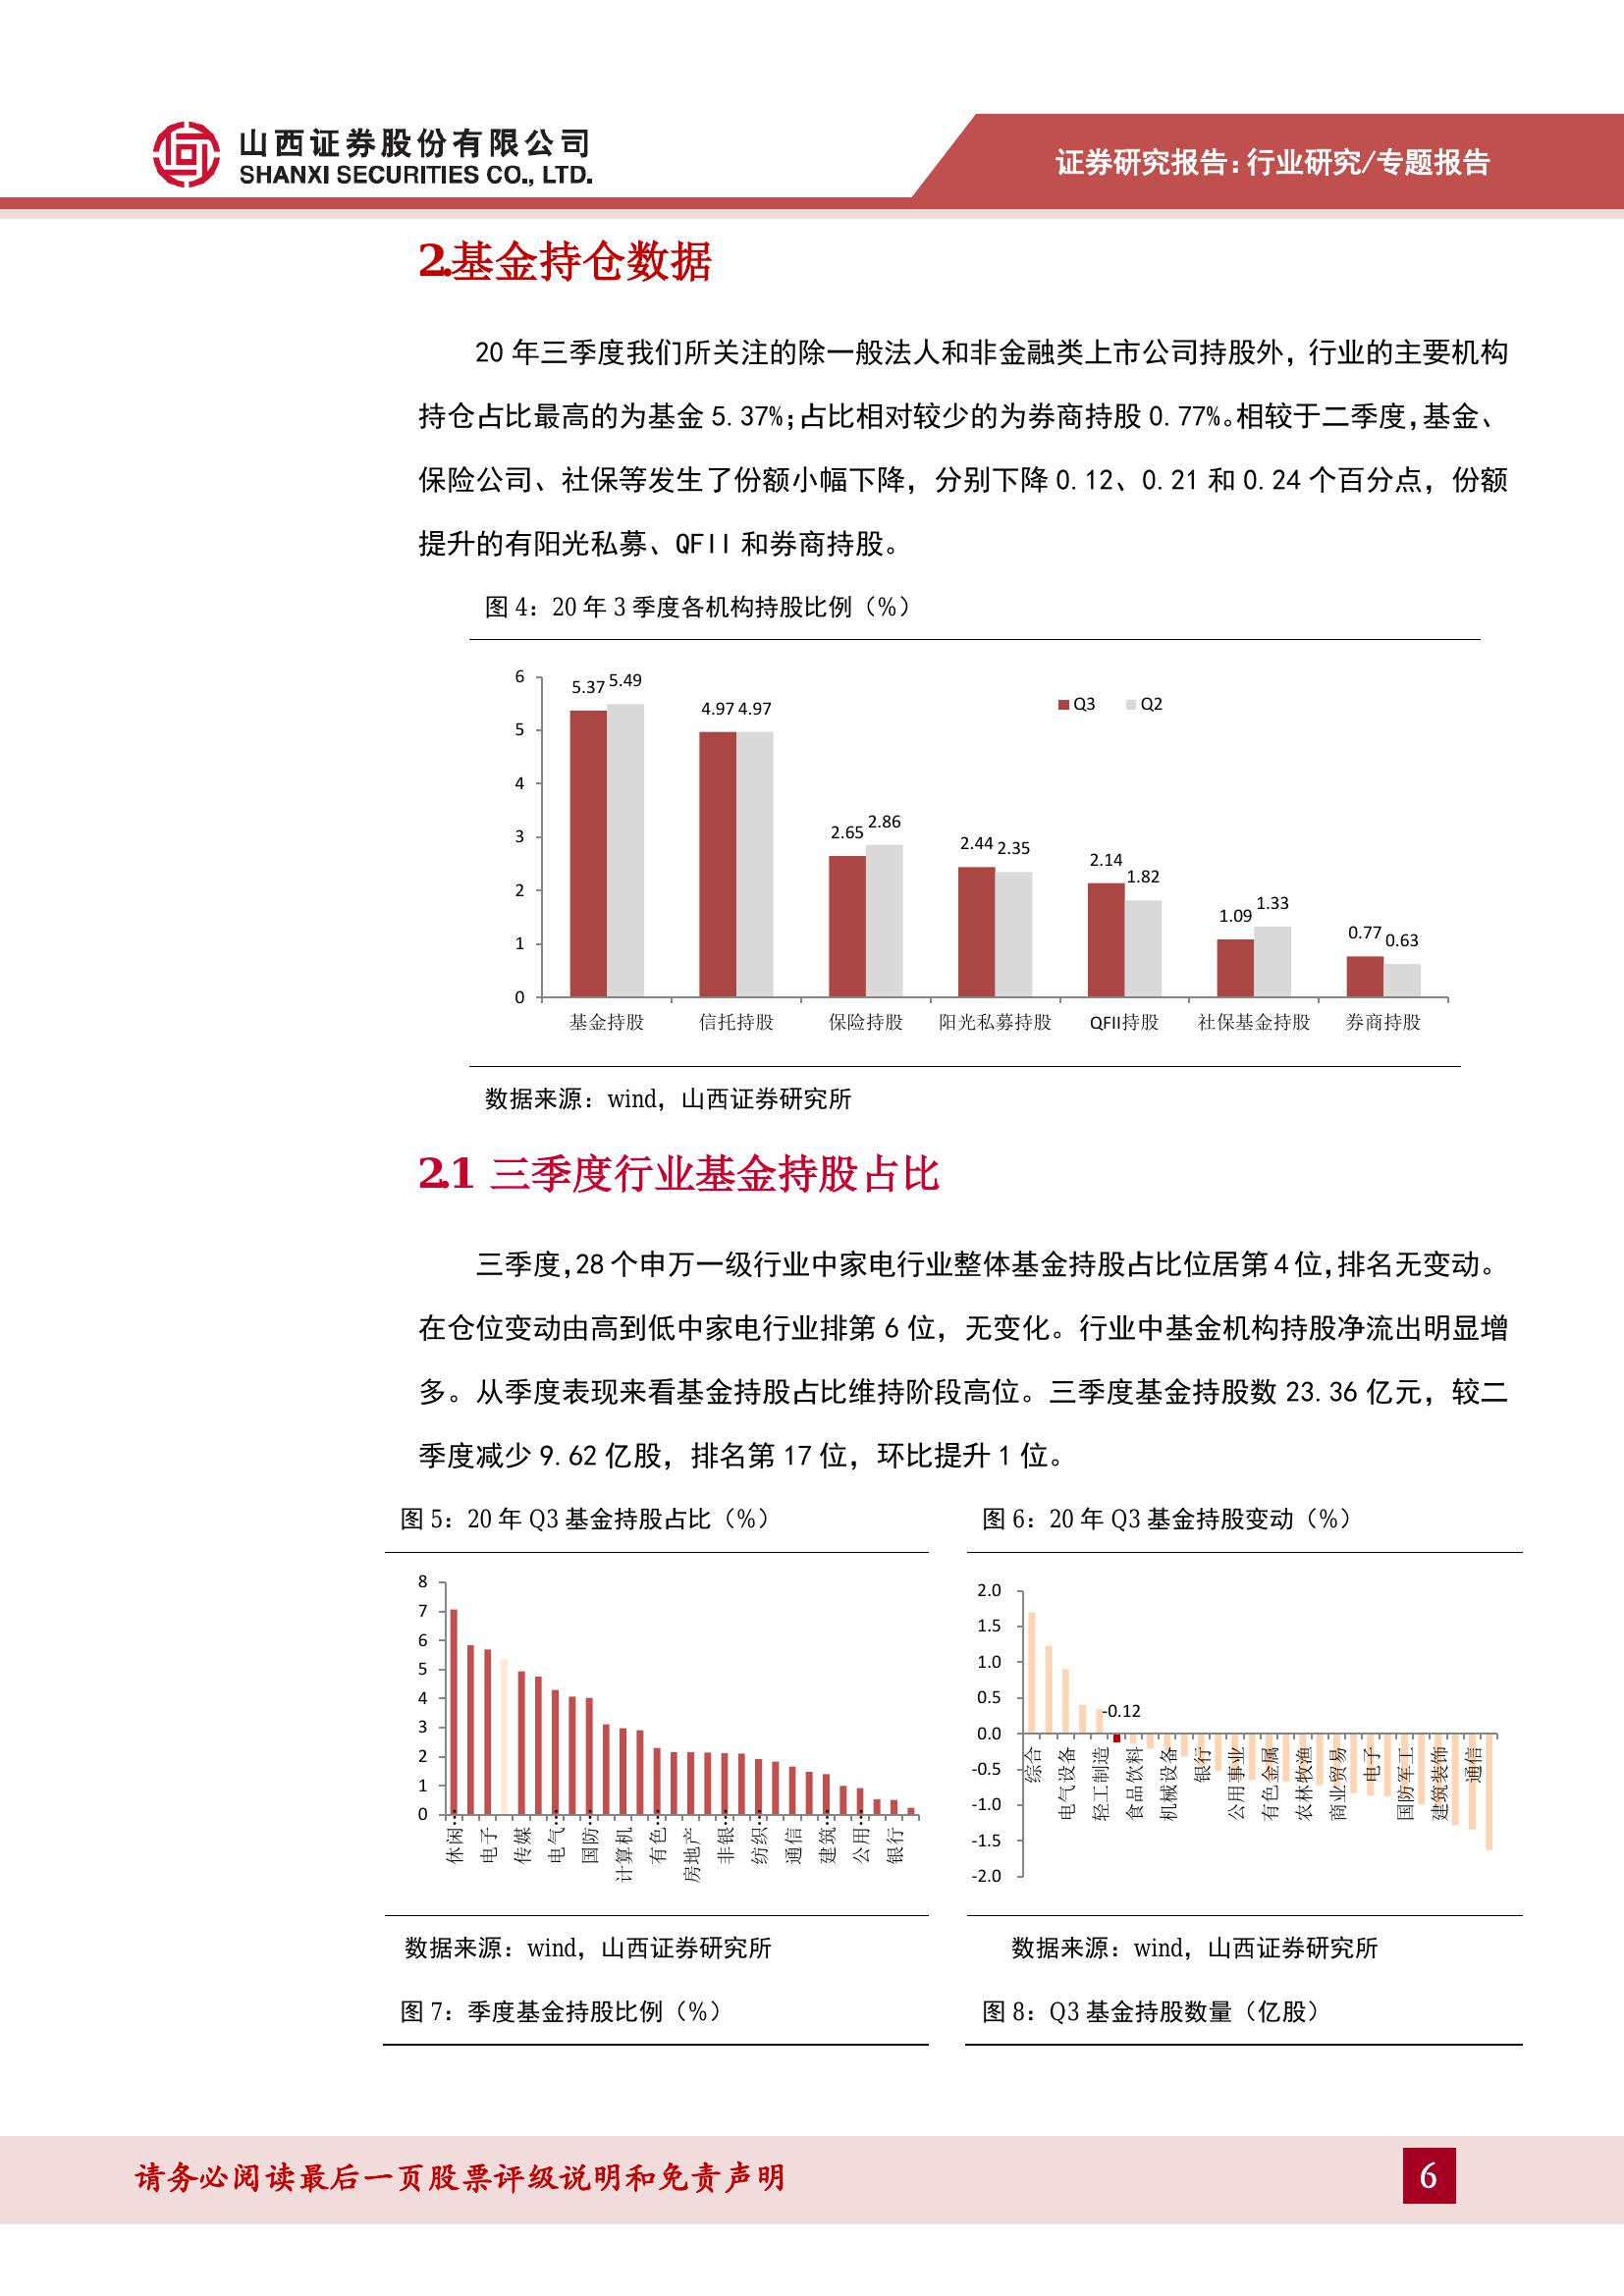 山西证券股份有限公司
SHANXI SECURITIES CO., LTD.
证券研究报告:行业研究/专题报告
2.基金持仓数据
20 年三季度我们所关注的除一般法人和非金融类上市公司持股外，行业的主要机构
持仓占比最高的为基金 5.37%;占比相对较少的为券商持股 0.77%。相较于二季度,基金、
保险公司、社保等发生了份额小幅下降，分别下降 0.12、0.21 和 0.24 个百分点，份额
提升的有阳光私募、QFII 和券商持股。
图 4：20 年 3 季度各机构持股比例（%）
6
5
4
3
2
1
0
5.37 5.49
4.97 4.97
2.65 2.86
2.44 2.35
2.14 1.82
1.09 1.33
0.77 0.63
Q3 Q2
基金持股 信托持股 保险持股 阳光私募持股 QFII持股 社保基金持股 券商持股
数据来源：wind，山西证券研究所
2.1 三季度行业基金持股占比
三季度,28 个申万一级行业中家电行业整体基金持股占比位居第 4 位,排名无变动。
在仓位变动由高到低中家电行业排第 6 位，无变化。行业中基金机构持股净流出明显增
多。从季度表现来看基金持股占比维持阶段高位。三季度基金持股数 23.36 亿元，较二
季度减少 9.62 亿股，排名第 17 位，环比提升 1 位。
图 5：20 年 Q3 基金持股占比（%）
8
7
6
5
4
3
2
1
0
休闲… 电子 传媒 电气… 国防… 计算机 有色… 房地产 非银… 纺织… 通信 建筑… 公用… 银行
数据来源：wind，山西证券研究所
图 6：20 年 Q3 基金持股变动（%）
2.0
1.5
1.0
0.5
0.0
-0.5
-1.0
-1.5
-2.0
-0.12
综合 电气设备 轻工制造 食品饮料 机械设备 银行 公用事业 有色金属 农林牧渔 商业贸易 电子 国防军工 建筑装饰 通信
数据来源：wind，山西证券研究所
图 7：季度基金持股比例（%）
图 8：Q3 基金持股数量（亿股）
请务必阅读最后一页股票评级说明和免责声明
6